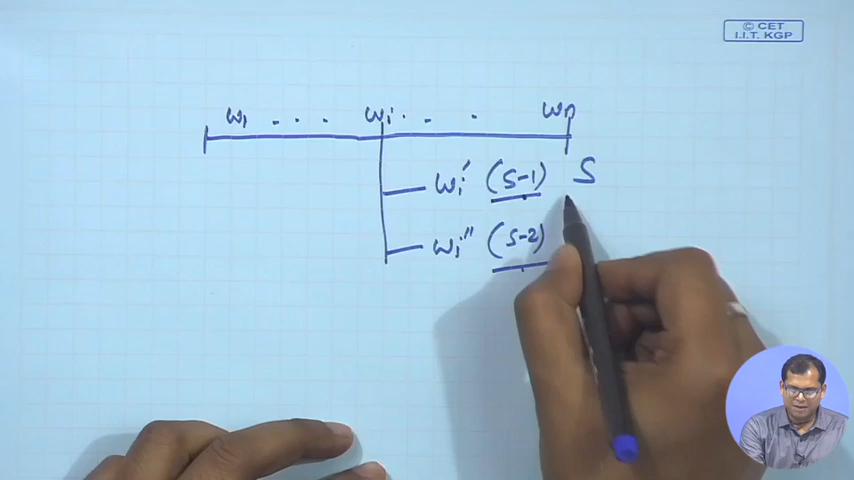 © CET
I.I.T. KGP
w₁ . . . wᵢ . . . wₙ
wᵢ′ (S-1) S
wᵢ″ (S-2)